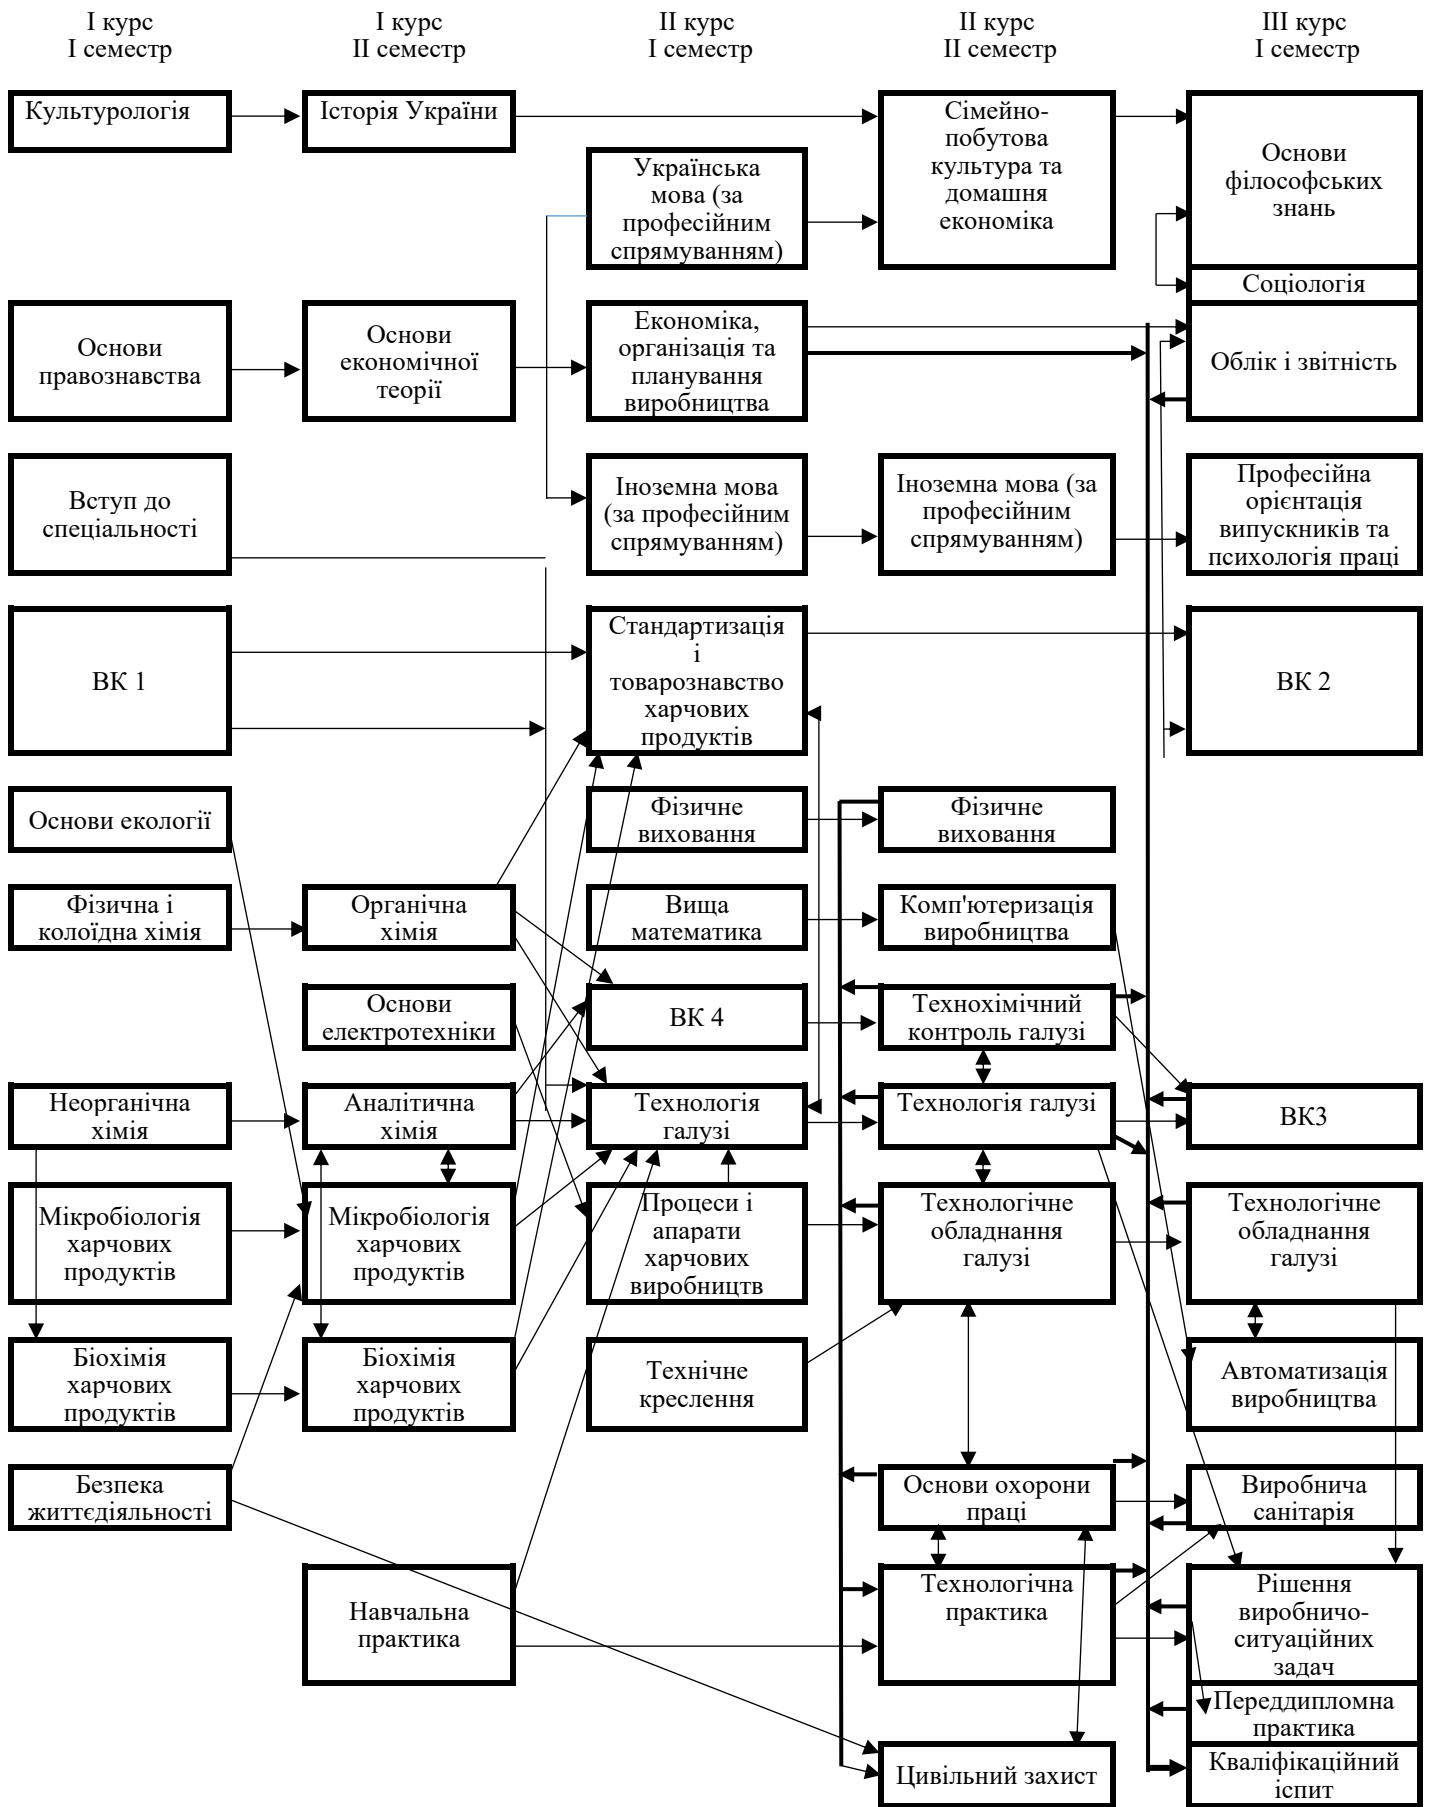 І курс
І семестр
І курс
ІІ семестр
ІІ курс
І семестр
ІІ курс
ІІ семестр
ІІІ курс
І семестр
Культурологія
Історія України
Сімейно-
побутова
культура та
домашня
економіка
Основи
філософських
знань
Українська
мова (за
професійним
спрямуванням)
Соціологія
Основи
правознавства
Основи
економічної
теорії
Економіка,
організація та
планування
виробництва
Облік і звітність
Вступ до
спеціальності
Іноземна мова
(за професійним
спрямуванням)
Іноземна мова (за
професійним
спрямуванням)
Професійна
орієнтація
випускників та
психологія праці
ВК 1
Стандартизація
і
товарознавство
харчових
продуктів
ВК 2
Основи екології
Фізичне
виховання
Фізичне
виховання
Фізична і
колоїдна хімія
Органічна
хімія
Вища
математика
Комп'ютеризація
виробництва
Основи
електротехніки
ВК 4
Технохімічний
контроль галузі
Неорганічна
хімія
Аналітична
хімія
Технологія
галузі
Технологія галузі
ВК3
Мікробіологія
харчових
продуктів
Мікробіологія
харчових
продуктів
Процеси і
апарати
харчових
виробництв
Технологічне
обладнання
галузі
Технологічне
обладнання
галузі
Біохімія
харчових
продуктів
Біохімія
харчових
продуктів
Технічне
креслення
Автоматизація
виробництва
Безпека
життєдіяльності
Основи охорони
праці
Виробнича
санітарія
Навчальна
практика
Технологічна
практика
Рішення
виробничо-
ситуаційних
задач
Переддипломна
практика
Цивільний захист
Кваліфікаційний
іспит